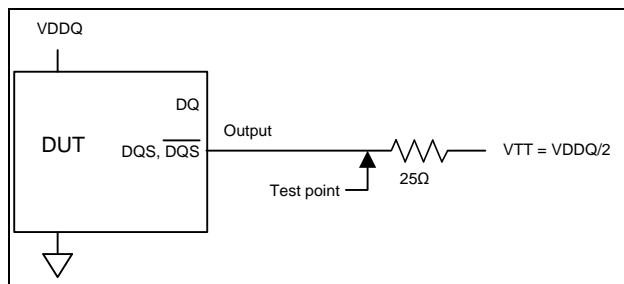 VDDQ
DQ
DUT
Output
DQS, DQS
VTT = VDDQ/2
Test point
25Ω